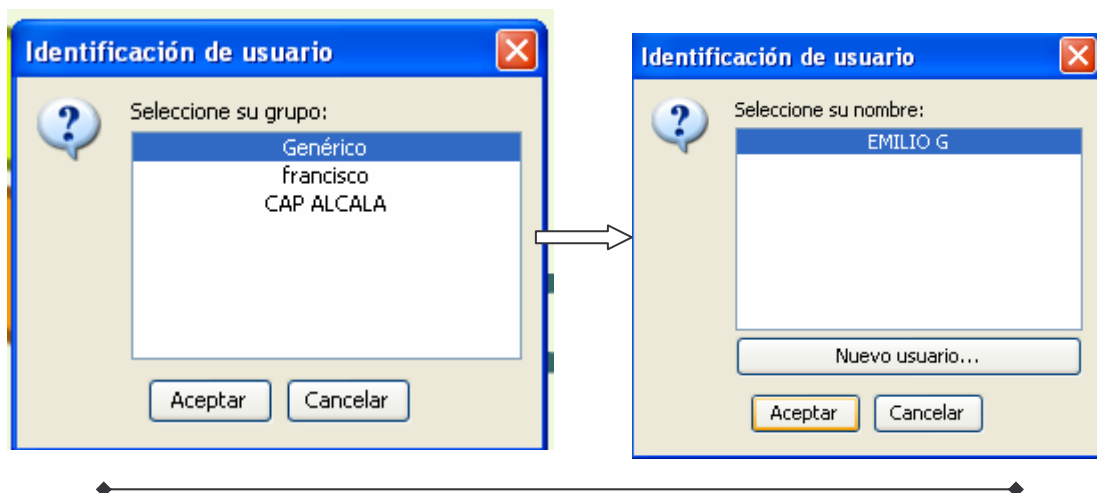 Identificación de usuario
Seleccione su grupo:
Genérico
francisco
CAP ALCALA
Aceptar
Cancelar
Identificación de usuario
Seleccione su nombre:
EMILIO G
Nuevo usuario...
Aceptar
Cancelar